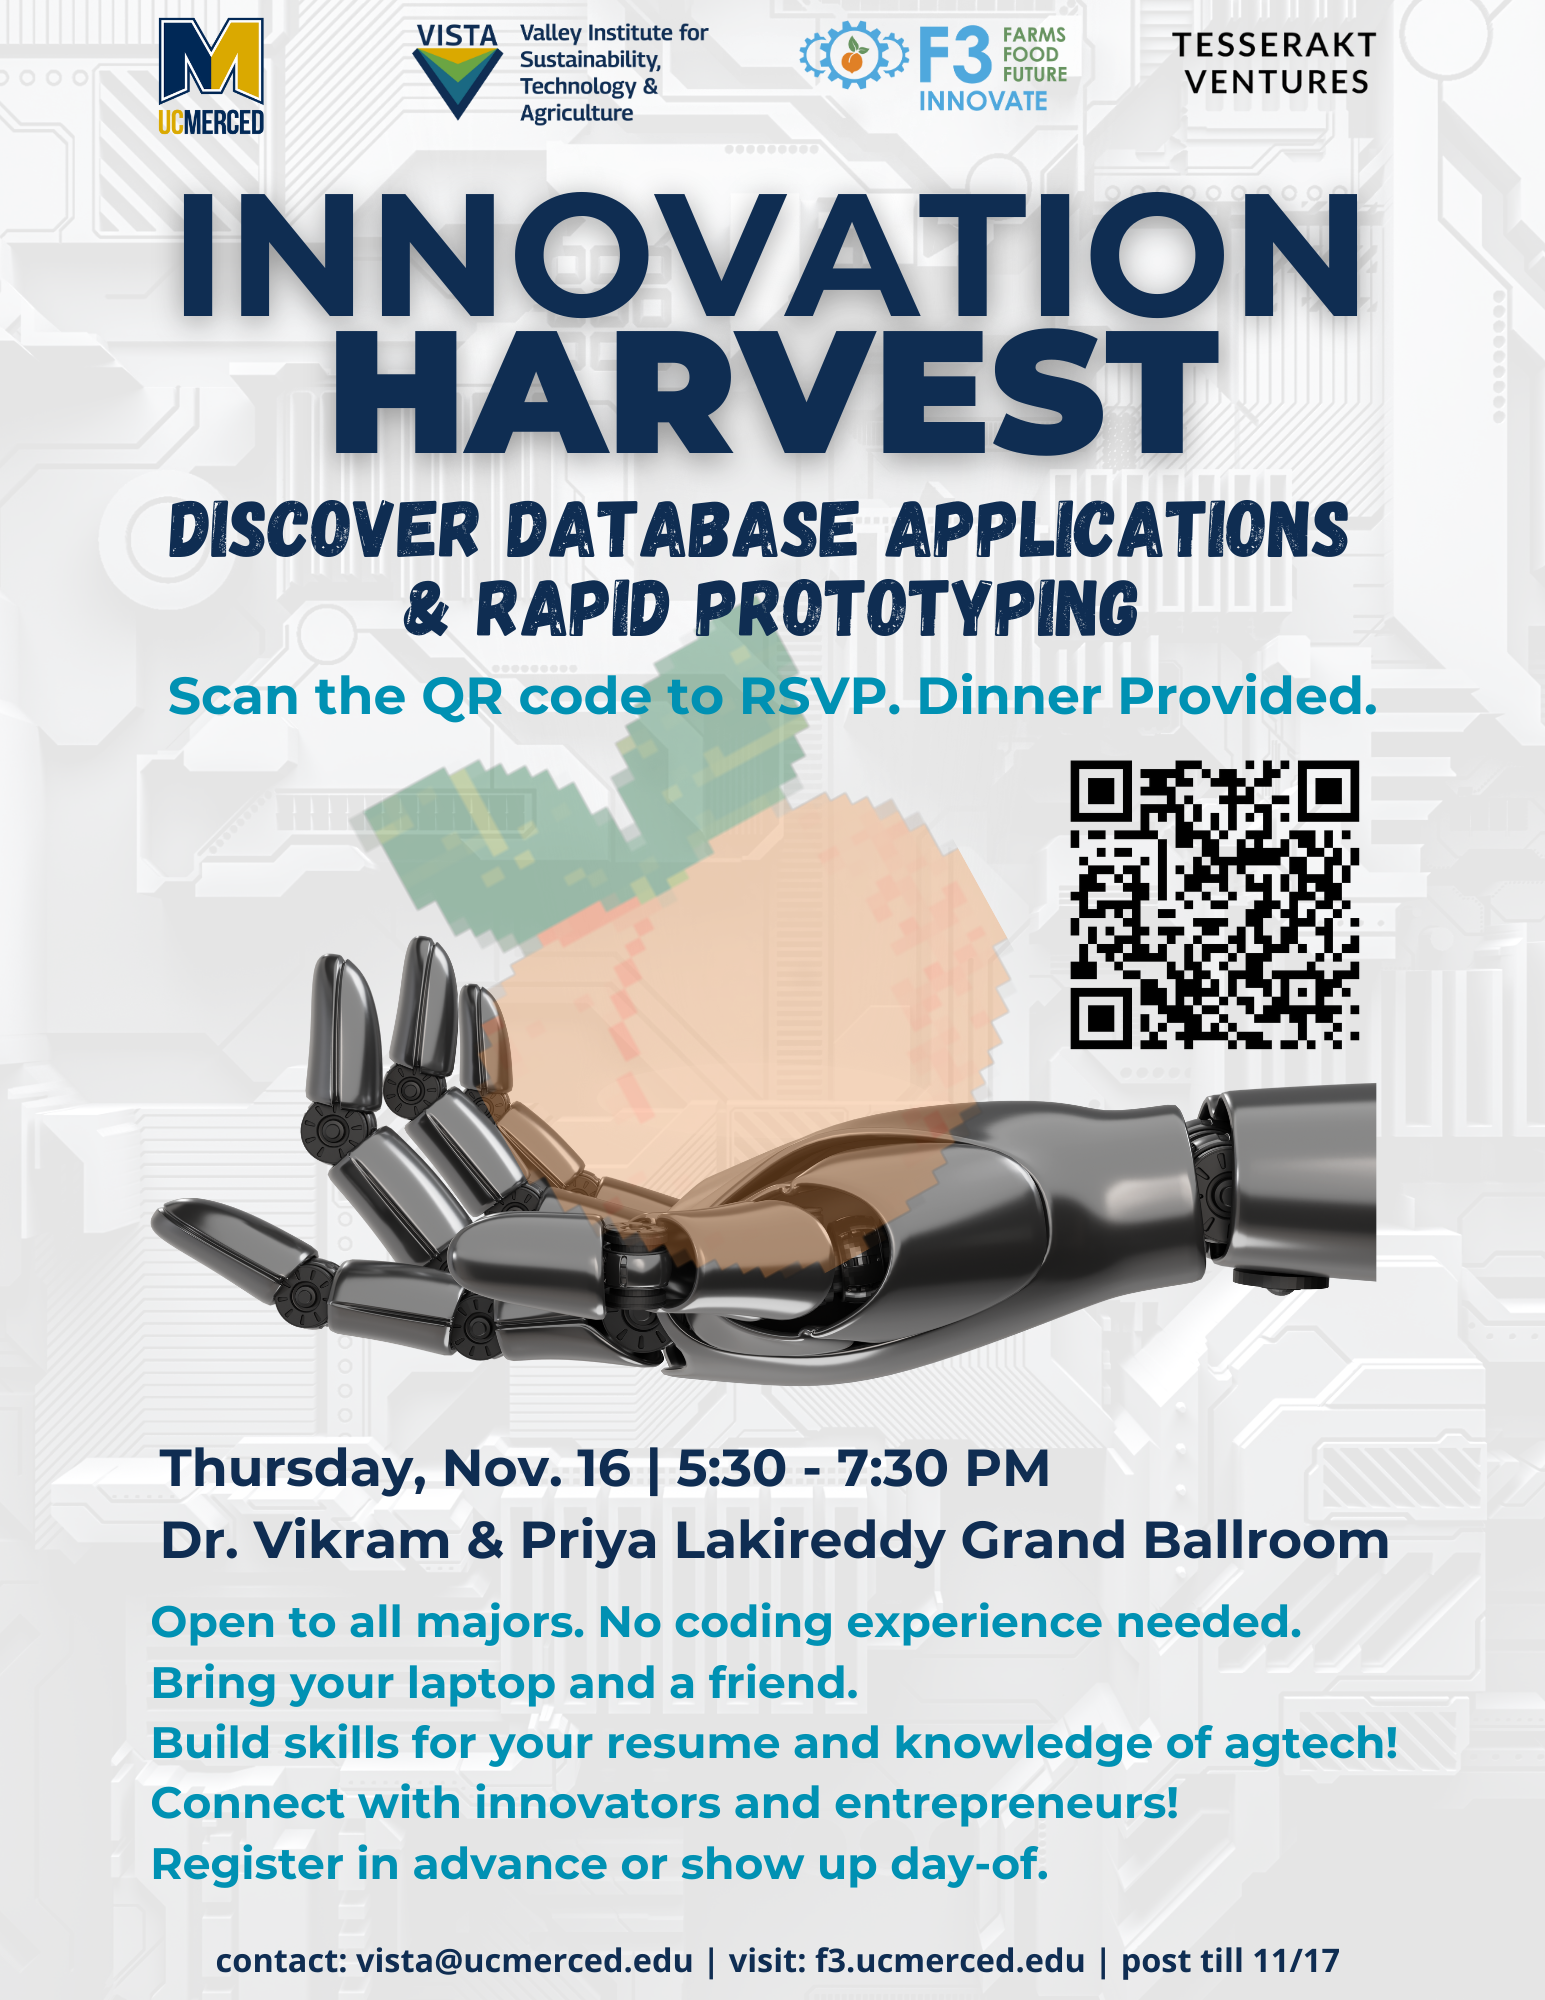 UCMERCED
VISTA
Valley Institute for
Sustainability,
Technology &
Agriculture
F3
FARMS
FOOD
FUTURE
INNOVATE
TESSERAKT
VENTURES
INNOVATION
HARVEST
DISCOVER DATABASE APPLICATIONS
& RAPID PROTOTYPING
Scan the QR code to RSVP. Dinner Provided.
Thursday, Nov. 16 | 5:30 - 7:30 PM
Dr. Vikram & Priya Lakireddy Grand Ballroom
Open to all majors. No coding experience needed.
Bring your laptop and a friend.
Build skills for your resume and knowledge of agtech!
Connect with innovators and entrepreneurs!
Register in advance or show up day-of.
contact: vista@ucmerced.edu | visit: f3.ucmerced.edu | post till 11/17